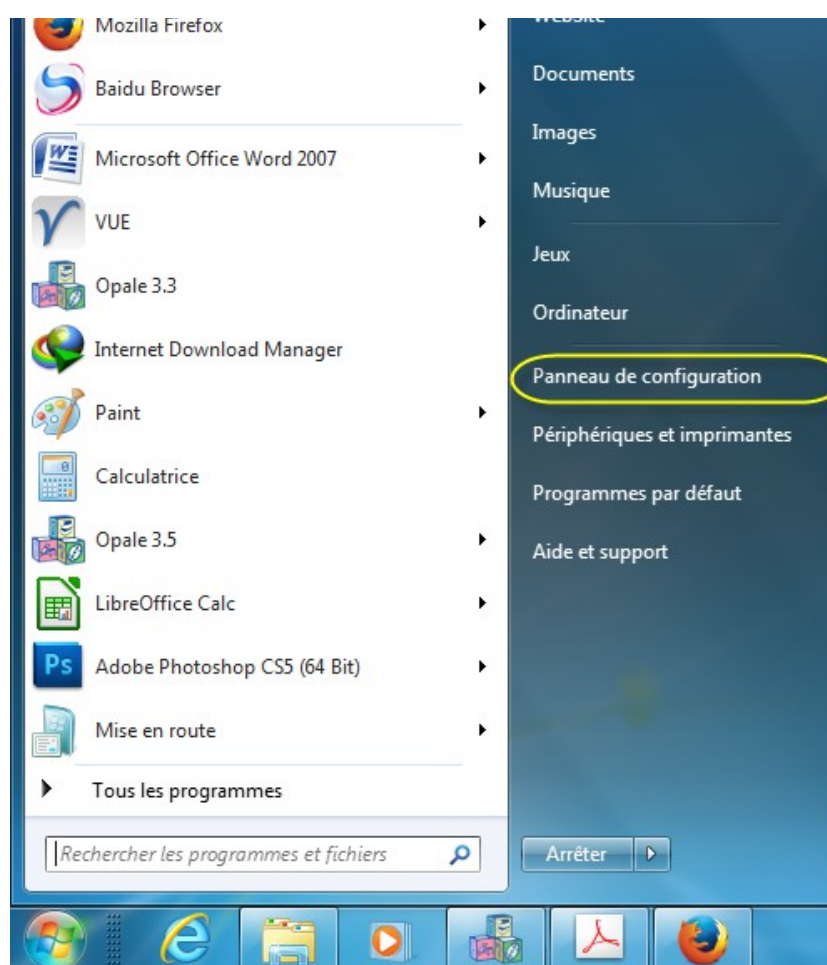 Mozilla Firefox
Baidu Browser
Microsoft Office Word 2007
VUE
Opale 3.3
Internet Download Manager
Paint
Calculatrice
Opale 3.5
LibreOffice Calc
Ps
Adobe Photoshop CS5 (64 Bit)
Mise en route
Tous les programmes
Rechercher les programmes et fichiers
Website
Documents
Images
Musique
Jeux
Ordinateur
Panneau de configuration
Périphériques et imprimantes
Programmes par défaut
Aide et support
Arrêter